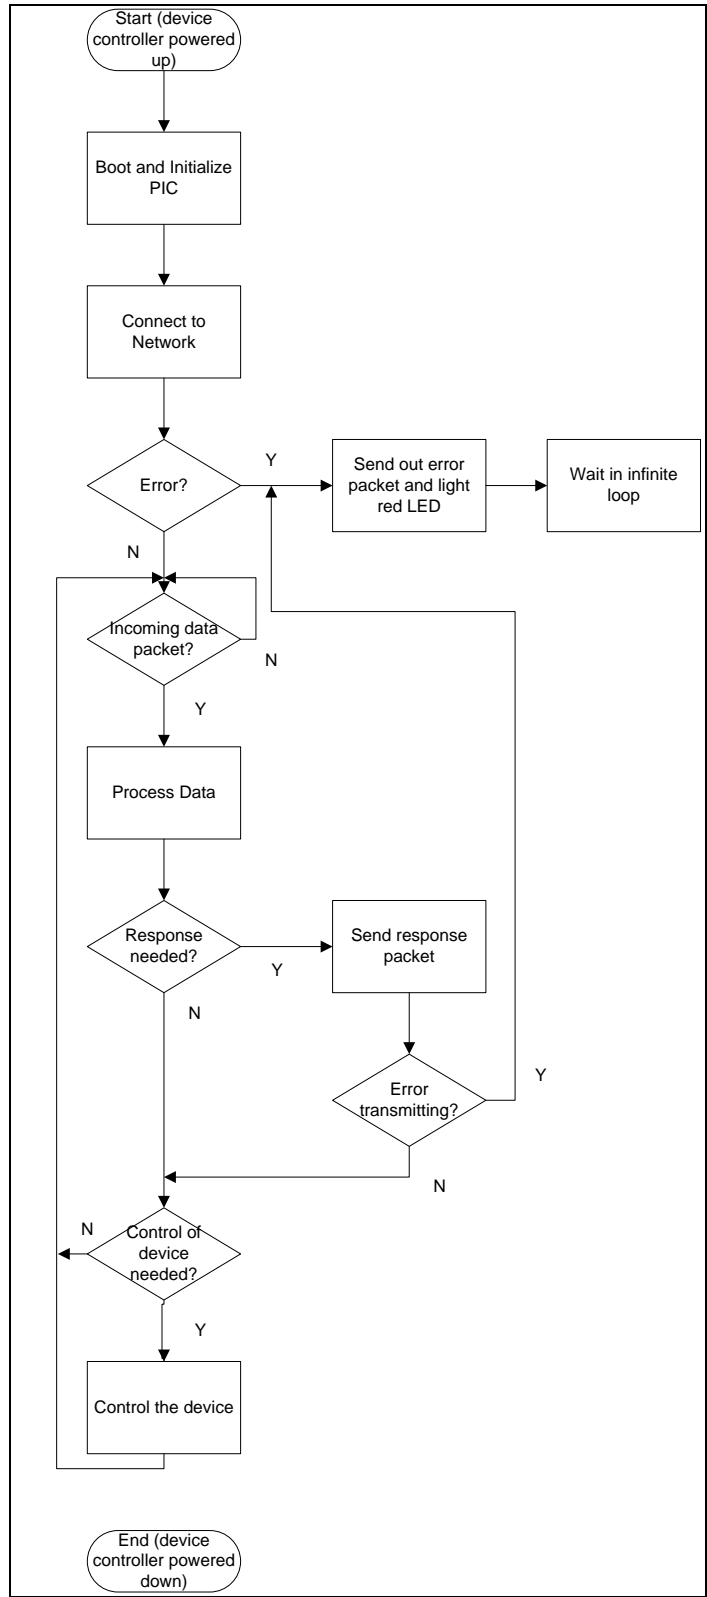 Start (device
controller powered
up)
Boot and Initialize
PIC
Connect to
Network
Error?
Y
Send out error
packet and light
red LED
Wait in infinite
loop
N
Incoming data
packet?
N
Y
Process Data
Response
needed?
Y
Send response
packet
N
Error
transmitting?
Y
N
Control of
device
needed?
N
Y
Control the device
End (device
controller powered
down)